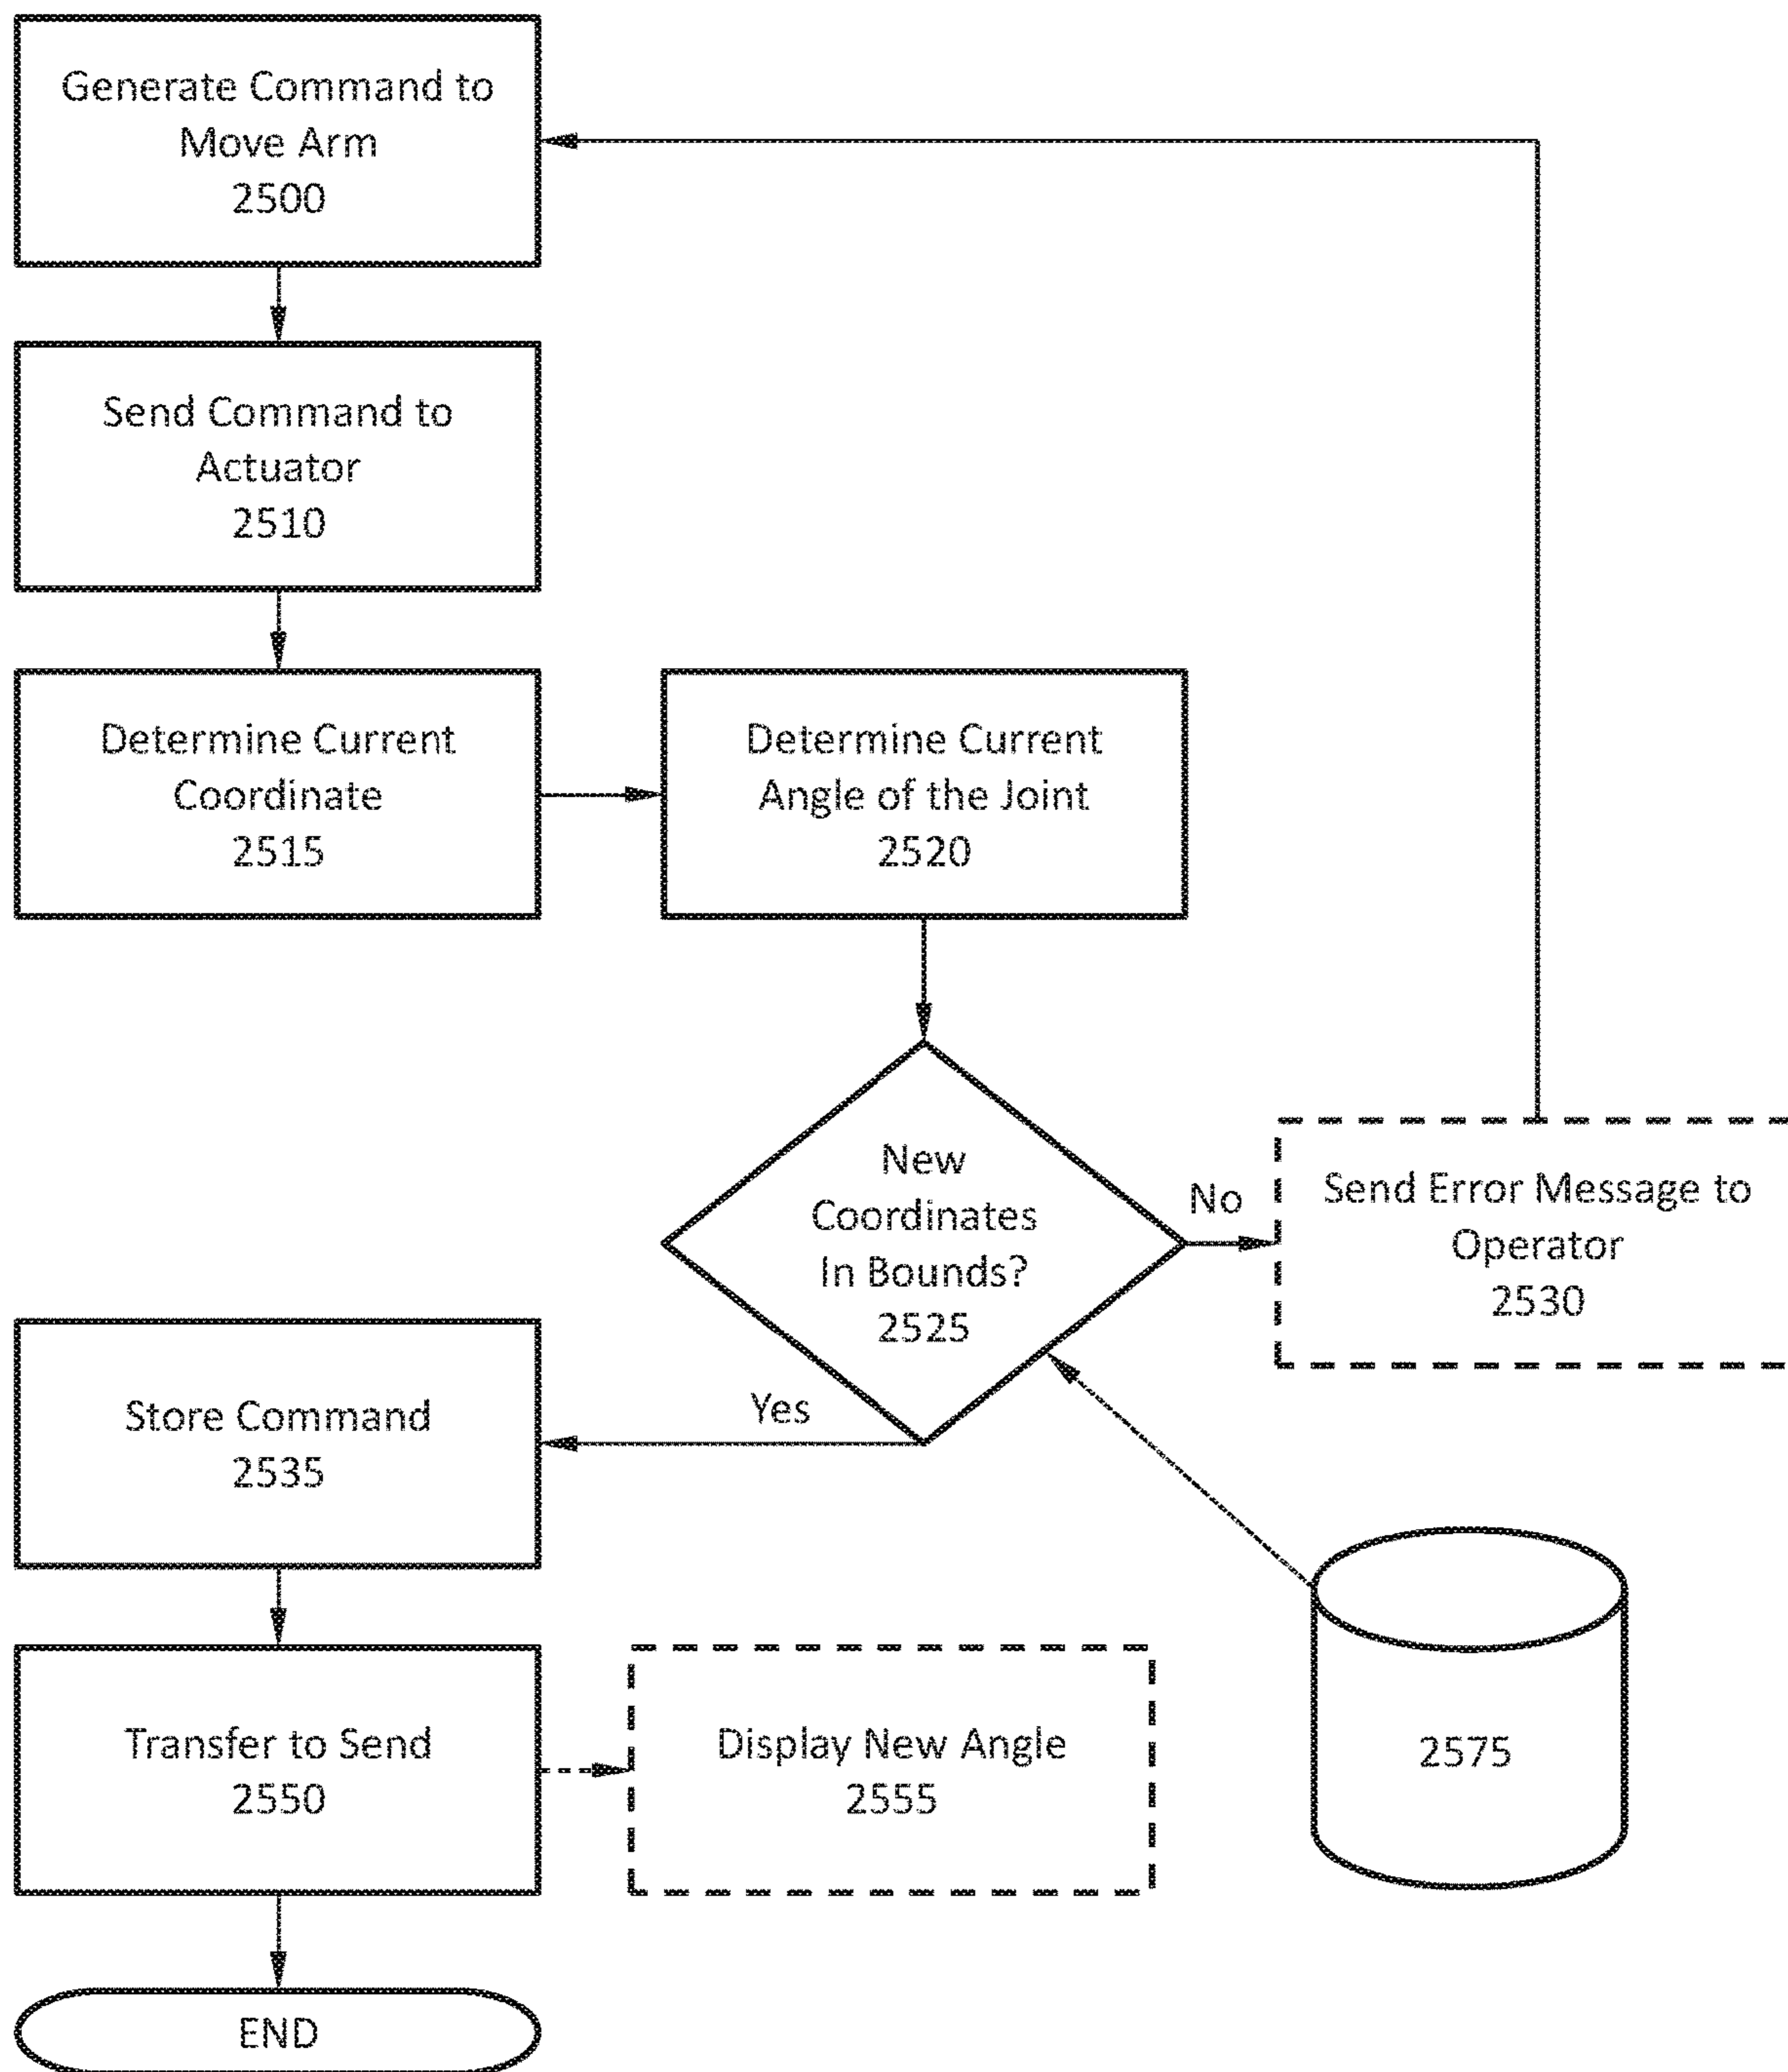 Generate Command to
Move Arm
2500
Send Command to
Actuator
2510
Determine Current
Coordinate
2515
Determine Current
Angle of the Joint
2520
New
Coordinates
In Bounds?
2525
No
Send Error Message to
Operator
2530
Yes
Store Command
2535
Transfer to Send
2550
Display New Angle
2555
2575
END